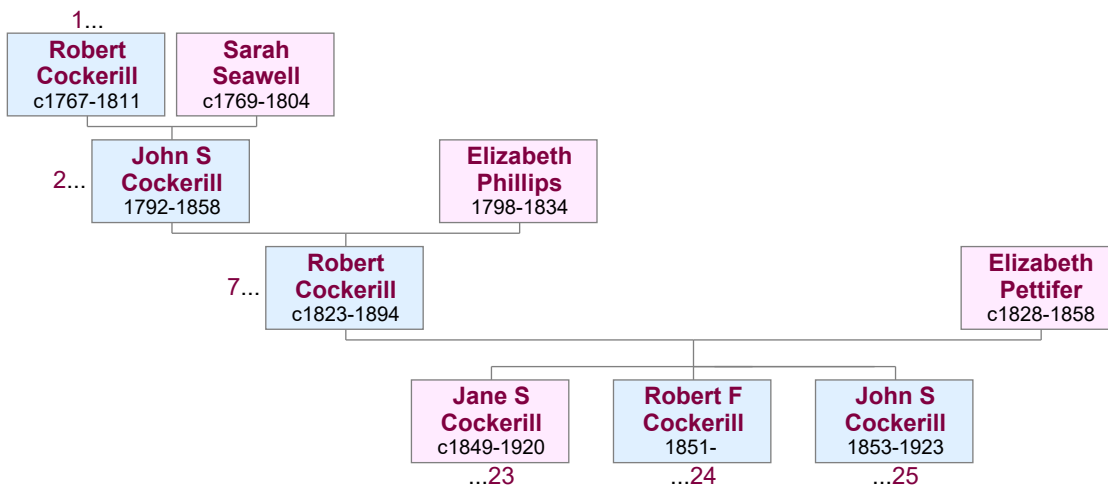 1...
Robert
Cockerill
c1767-1811
Sarah
Seawell
c1769-1804
2...
John S
Cockerill
1792-1858
Elizabeth
Phillips
1798-1834
7...
Robert
Cockerill
c1823-1894
Elizabeth
Pettifer
c1828-1858
Jane S
Cockerill
c1849-1920
...23
Robert F
Cockerill
1851-
...24
John S
Cockerill
1853-1923
...25